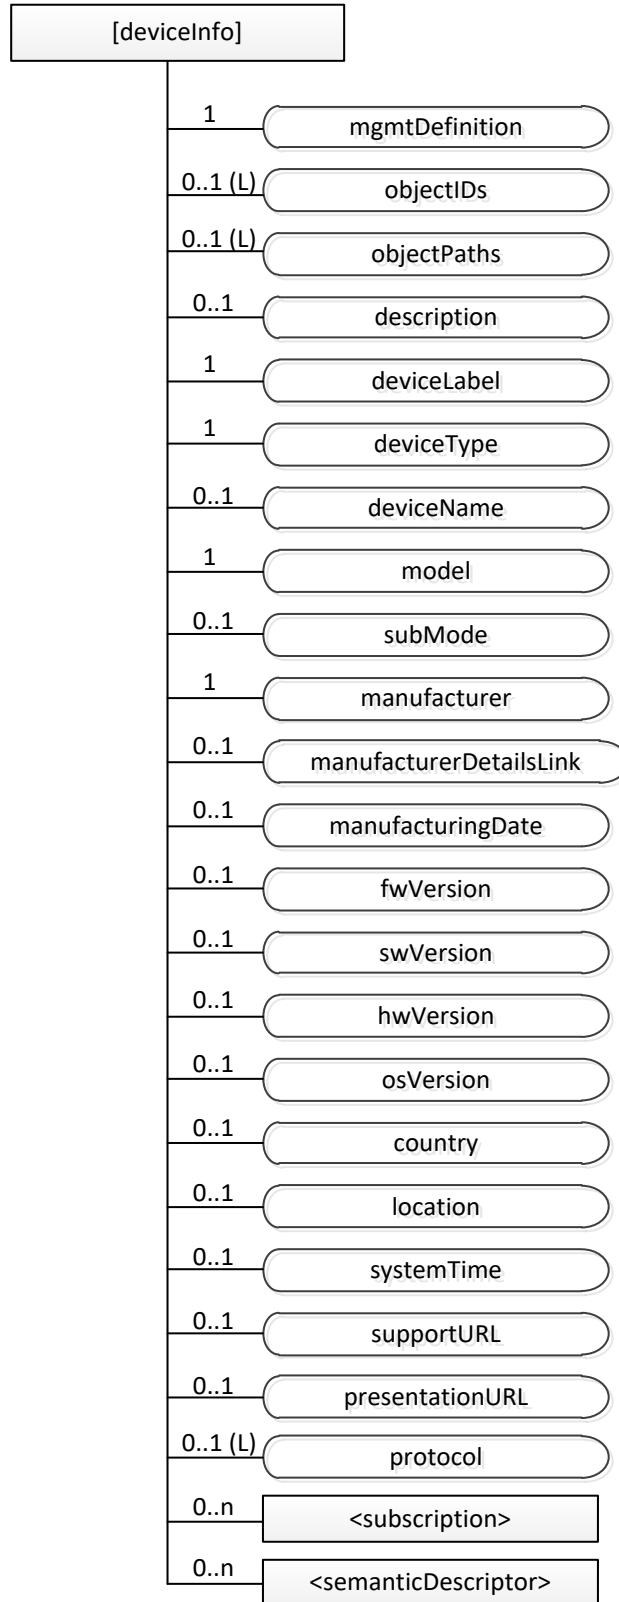 [deviceInfo]
1 mgmtDefinition
0..1 (L) objectIDs
0..1 (L) objectPaths
0..1 description
1 deviceLabel
1 deviceType
0..1 deviceName
1 model
0..1 subMode
1 manufacturer
0..1 manufacturerDetailsLink
0..1 manufacturingDate
0..1 fwVersion
0..1 swVersion
0..1 hwVersion
0..1 osVersion
0..1 country
0..1 location
0..1 systemTime
0..1 supportURL
0..1 presentationURL
0..1 (L) protocol
0..n <subscription>
0..n <semanticDescriptor>